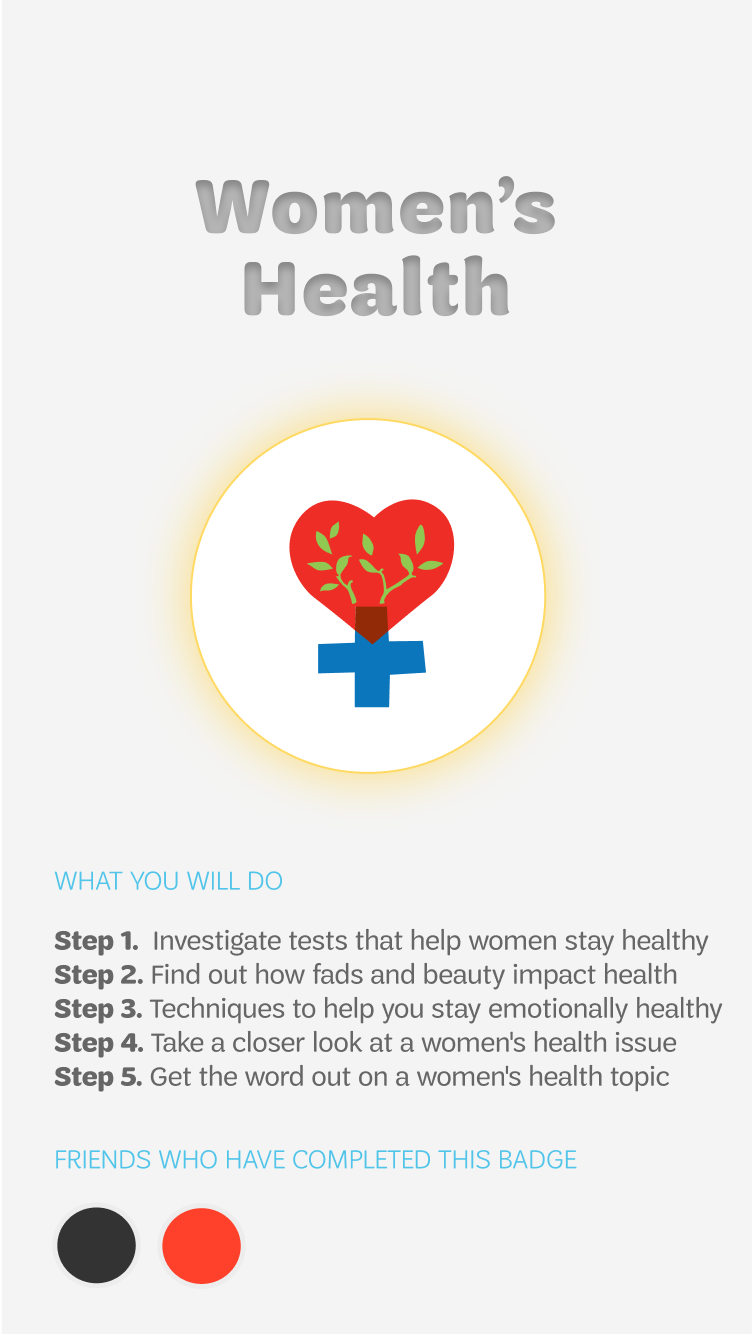 Women’s
Health
WHAT YOU WILL DO
Step 1. Investigate tests that help women stay healthy
Step 2. Find out how fads and beauty impact health
Step 3. Techniques to help you stay emotionally healthy
Step 4. Take a closer look at a women's health issue
Step 5. Get the word out on a women's health topic
FRIENDS WHO HAVE COMPLETED THIS BADGE